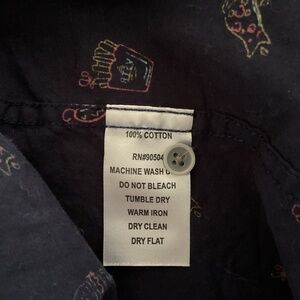 100% COTTON
RN#90504
MACHINE WASH
DO NOT BLEACH
TUMBLE DRY
WARM IRON
DRY CLEAN
DRY FLAT